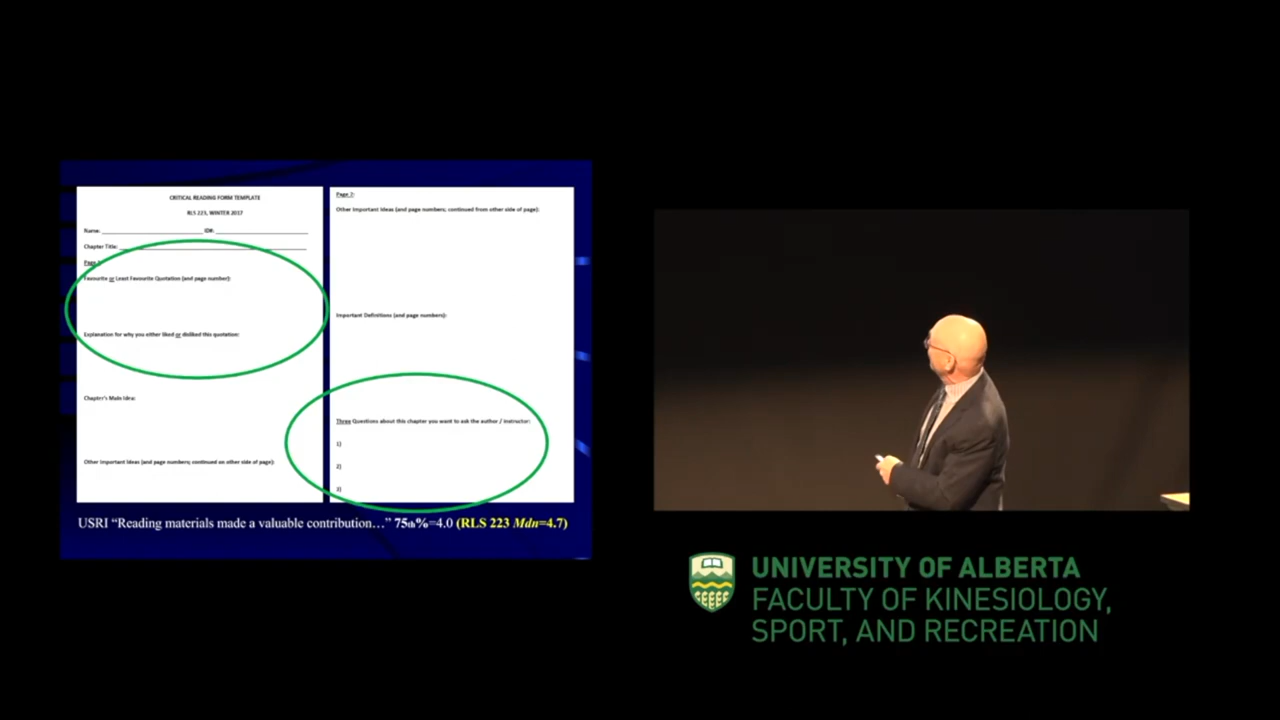 CRITICAL READING FORM TEMPLATE
RLS 223, WINTER 2017
Name: ____________ ID#: ____________
Chapter Title: ____________
Page
Favourite or Least Favourite Quotation (and page number):
Explanation for why you either liked or disliked this quotation:
Chapter's Main Idea:
Other Important Ideas (and page numbers; continued on other side of page):
Page 2:
Other Important Ideas (and page numbers; continued from other side of page):
Important Definitions (and page numbers):
Three Questions about this chapter you want to ask the author / instructor:
1)
2)
3)
USRI “Reading materials made a valuable contribution…” 75th%=4.0 (RLS 223 Mdn=4.7)
UNIVERSITY OF ALBERTA
FACULTY OF KINESIOLOGY,
SPORT, AND RECREATION